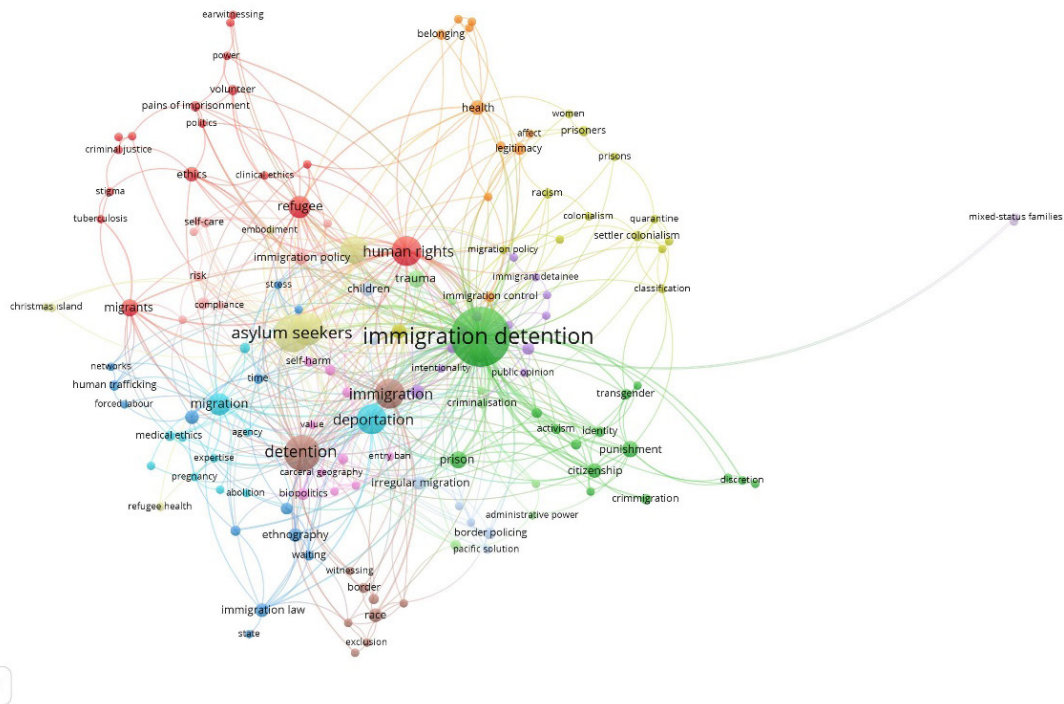 earwitnessing
belonging
power
volunteer
pains of imprisonment
health
women
politics
affect
prisoners
criminal justice
legitimacy
prisons
ethics
clinical ethics
stigma
racism
refugee
tuberculosis
self-care
embodiment
colonialism
quarantine
mixed-status families
settler colonialism
human rights
migration policy
immigration policy
risk
trauma
immigrant detainee
stress
children
classification
immigration control
christmas island
migrants
compliance
asylum seekers
immigration detention
self-harm
networks
intentionality
public opinion
time
human trafficking
immigration
transgender
forced labour
migration
criminalisation
deportation
value
agency
activism
identity
medical ethics
detention
entry ban
prison
punishment
expertise
carceral geography
citizenship
pregnancy
irregular migration
discretion
abolition
biopolitics
crimmigration
refugee health
administrative power
ethnography
border policing
waiting
pacific solution
witnessing
border
immigration law
race
state
exclusion